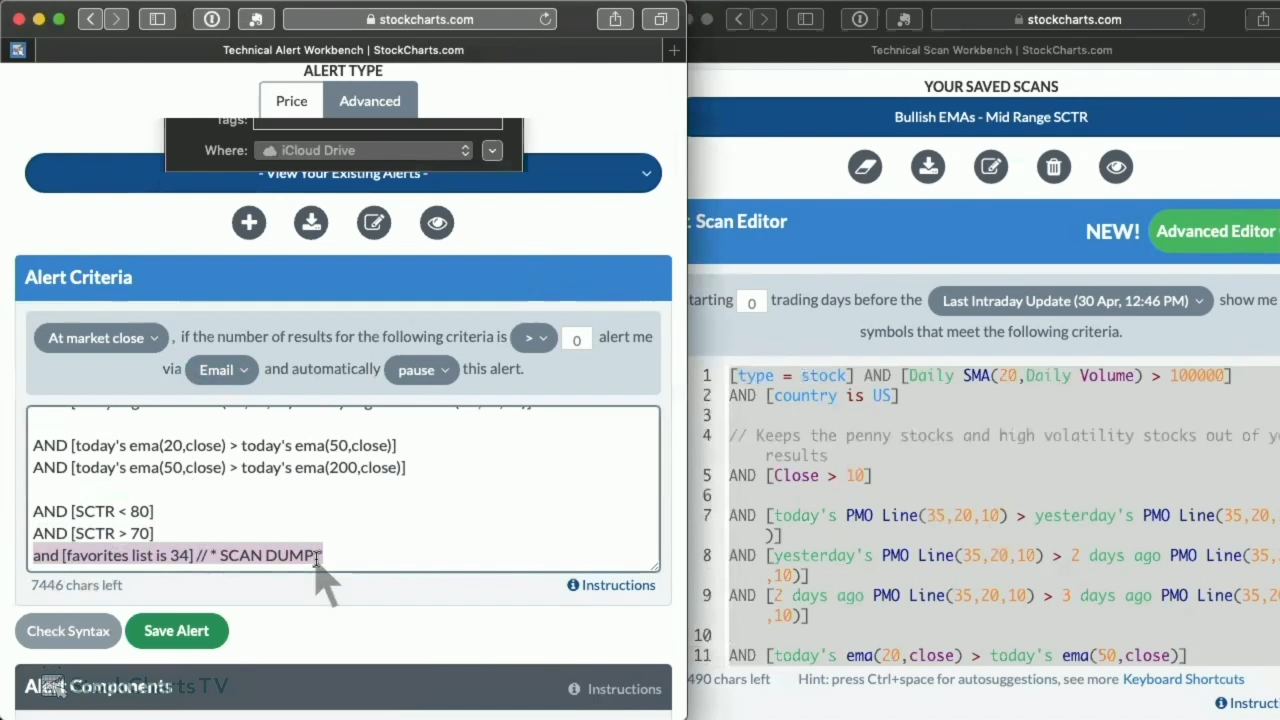 stockcharts.com
Technical Alert Workbench | StockCharts.com
ALERT TYPE
Price
Advanced
Tags:
Where:
iCloud Drive
- View Your Existing Alerts -
Alert Criteria
At market close , if the number of results for the following criteria is > 0 alert me
via Email and automatically pause this alert.
AND [today's ema(20,close) > today's ema(50,close)]
AND [today's ema(50,close) > today's ema(200,close)]
AND [SCTR < 80]
AND [SCTR > 70]
and [favorites list is 34] // * SCAN DUMP*
7446 chars left
Instructions
Check Syntax
Save Alert
Alert Components
Instructions
StockCharts TV
stockcharts.com
Technical Scan Workbench | StockCharts.com
YOUR SAVED SCANS
Bullish EMAs - Mid Range SCTR
: Scan Editor
NEW!
Advanced Editor
tarting 0 trading days before the Last Intraday Update (30 Apr, 12:46 PM) show me
symbols that meet the following criteria.
1 [type = stock] AND [Daily SMA(20,Daily Volume) > 100000]
2 AND [country is US]
3
4 // Keeps the penny stocks and high volatility stocks out of yo
results
5 AND [Close > 10]
6
7 AND [today's PMO Line(35,20,10) > yesterday's PMO Line(35,20,
)]
8 AND [yesterday's PMO Line(35,20,10) > 2 days ago PMO Line(35,2
,10)]
9 AND [2 days ago PMO Line(35,20,10) > 3 days ago PMO Line(35,20
,10)]
10
11 AND [today's ema(20,close) > today's ema(50,close)]
490 chars left
Hint: press Ctrl+space for autosuggestions, see more Keyboard Shortcuts
Instruct